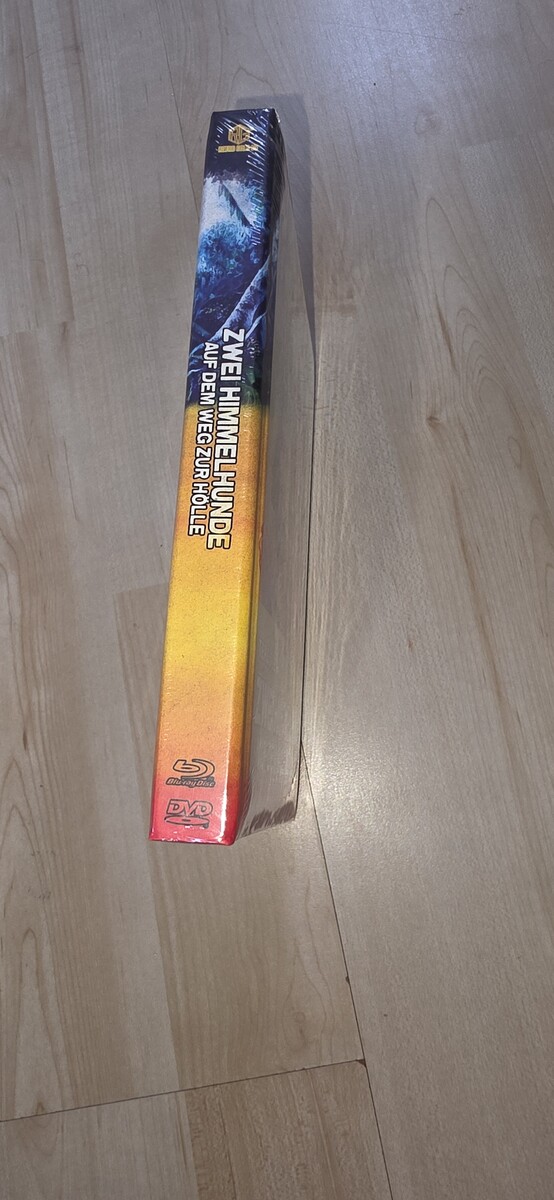 ZWEI HIMMELHUNDE
AUF DEM WEG ZUR HÖLLE
Blu-ray Disc
DVD